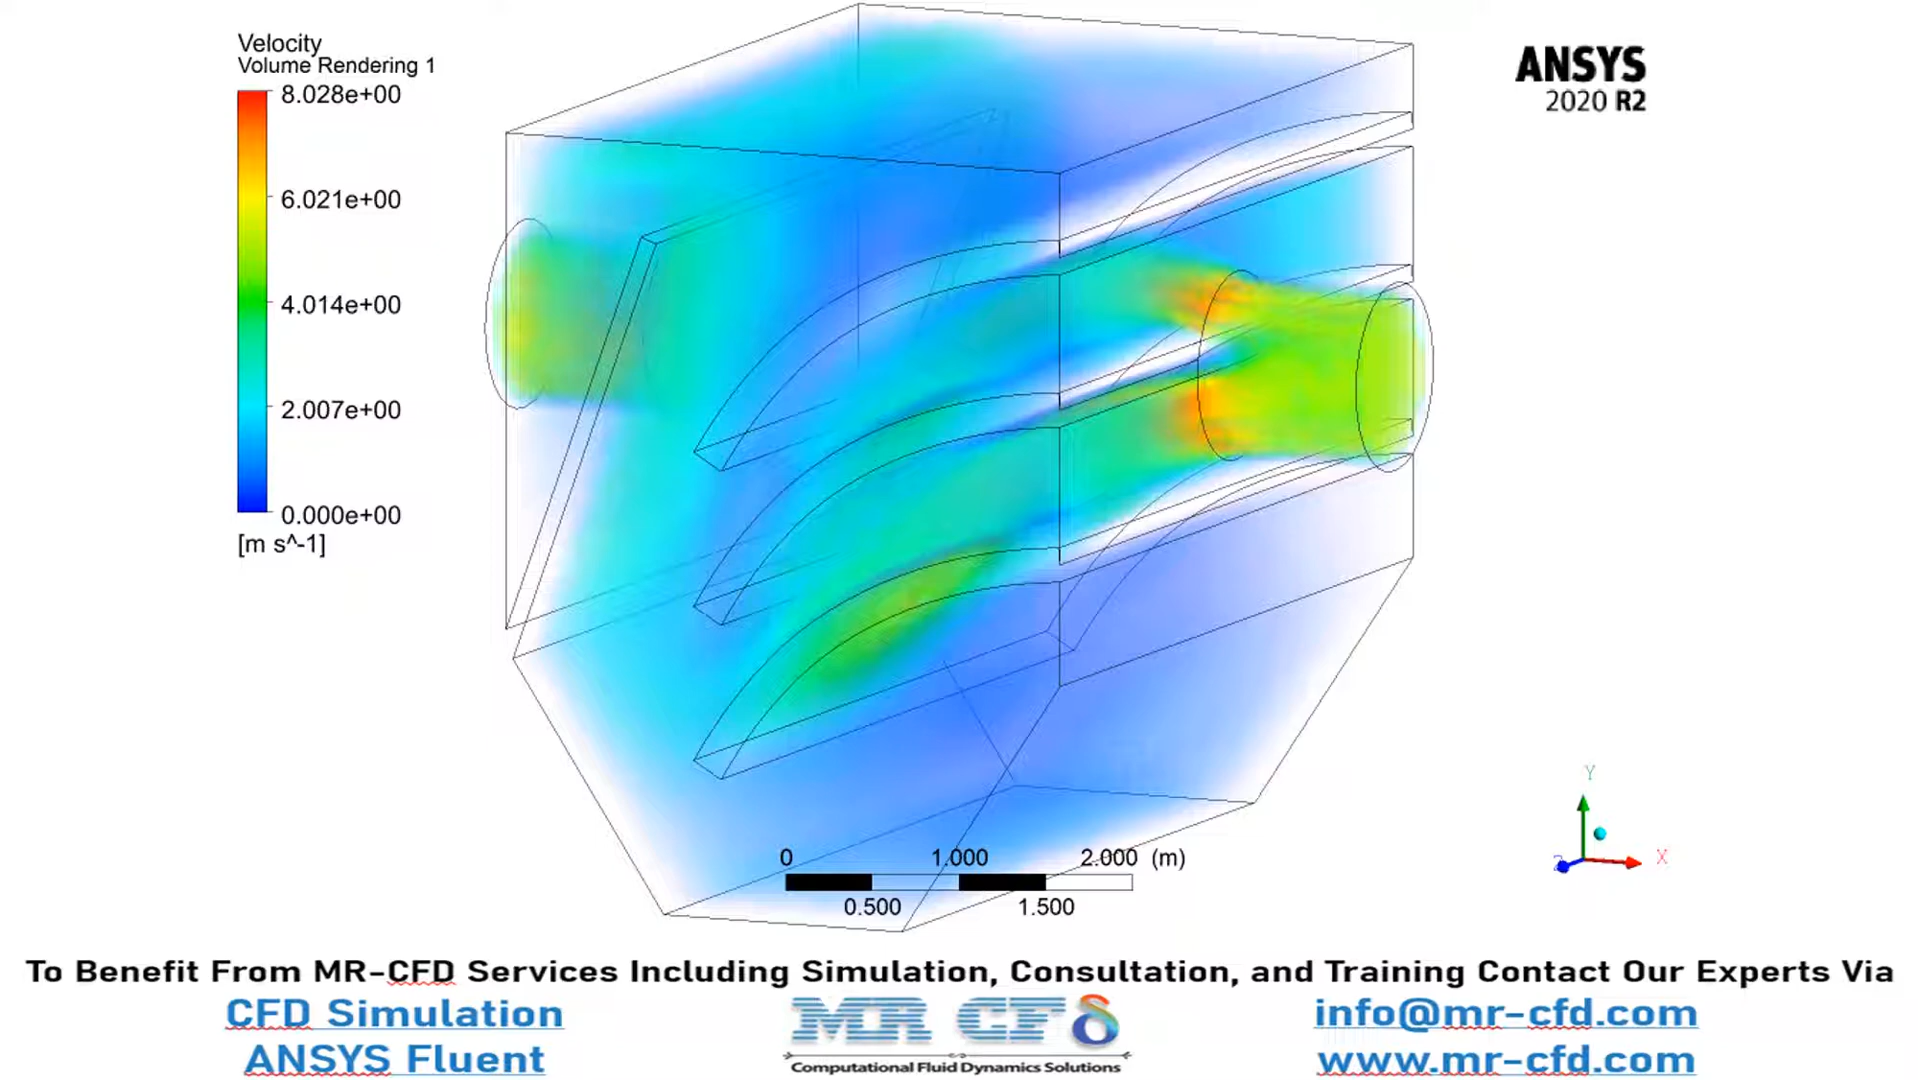 Velocity
Volume Rendering 1
8.028e+00
6.021e+00
4.014e+00
2.007e+00
0.000e+00
[m s^-1]
ANSYS
2020 R2
Y
X
Z
0 1.000 2.000 (m)
0.500 1.500
To Benefit From MR-CFD Services Including Simulation, Consultation, and Training Contact Our Experts Via
CFD Simulation
ANSYS Fluent
MR CFδ
Computational Fluid Dynamics Solutions
info@mr-cfd.com
www.mr-cfd.com